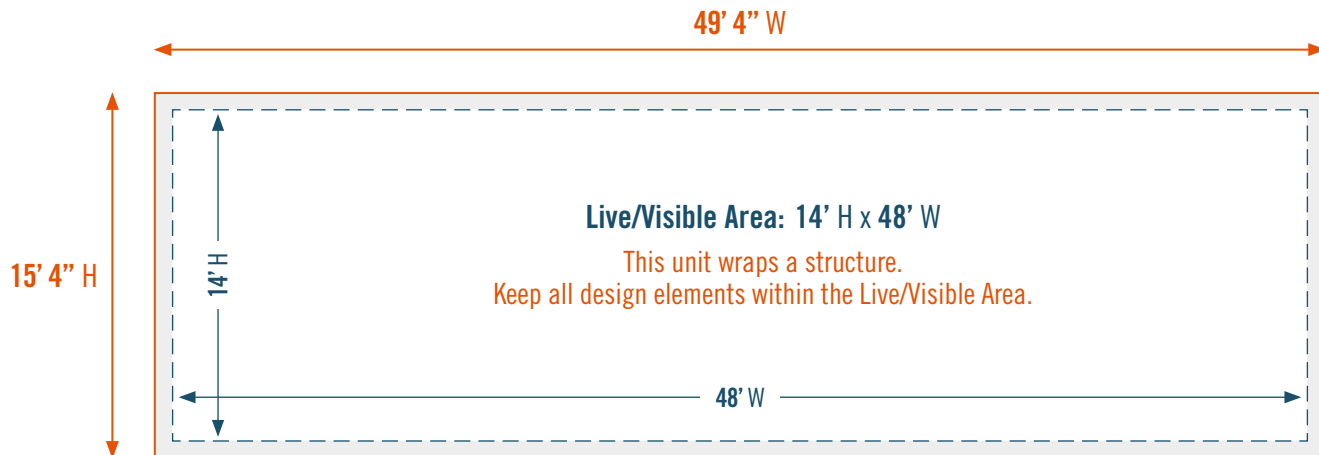 49’ 4” W
15’ 4” H
14’ H
Live/Visible Area: 14’ H x 48’ W
This unit wraps a structure.
Keep all design elements within the Live/Visible Area.
48’ W